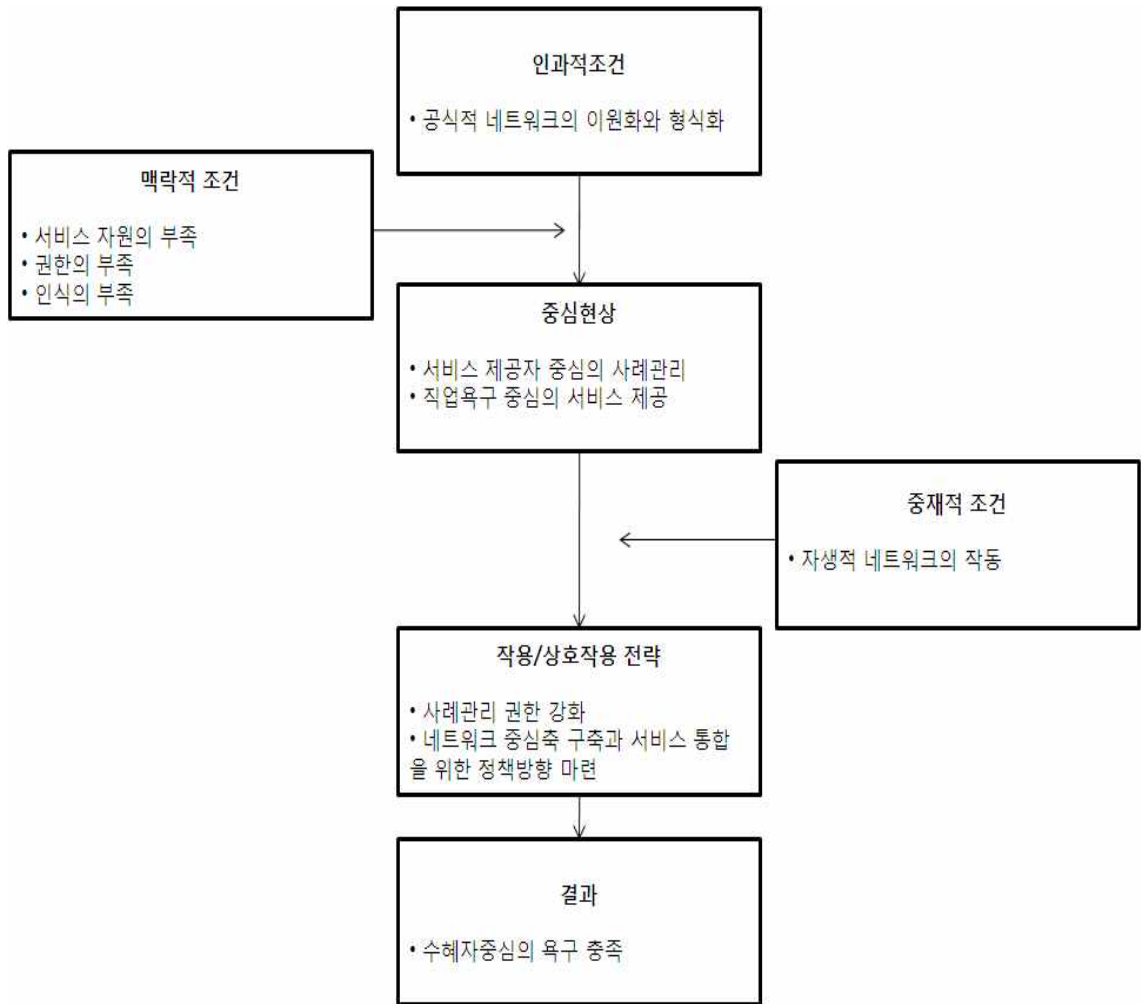 인과적조건
• 공식적 네트워크의 이원화와 형식화
맥락적 조건
• 서비스 자원의 부족
• 권한의 부족
• 인식의 부족
중심현상
• 서비스 제공자 중심의 사례관리
• 직업욕구 중심의 서비스 제공
중재적 조건
• 자생적 네트워크의 작동
작용/상호작용 전략
• 사례관리 권한 강화
• 네트워크 중심축 구축과 서비스 통합
을 위한 정책방향 마련
결과
• 수혜자중심의 욕구 충족